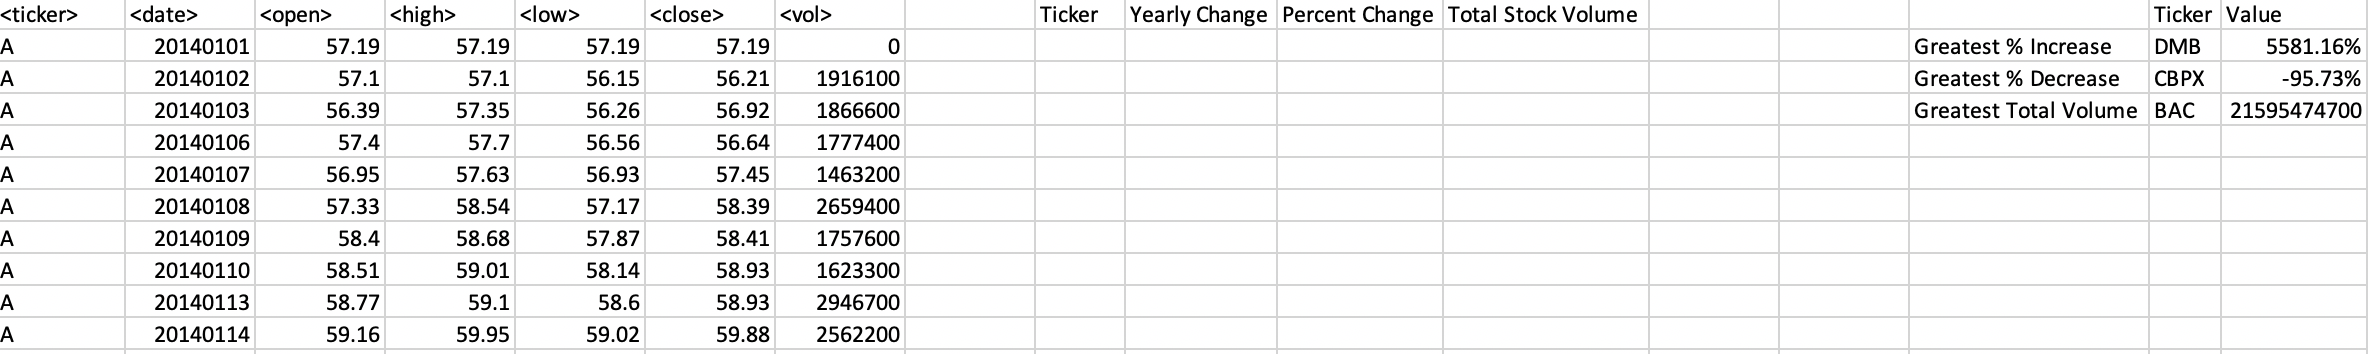 <ticker> <date> <open> <high> <low> <close> <vol> Ticker Yearly Change Percent Change Total Stock Volume Ticker Value
A 20140101 57.19 57.19 57.19 57.19 0 Greatest % Increase DMB 5581.16%
A 20140102 57.1 57.1 56.15 56.21 1916100 Greatest % Decrease CBPX -95.73%
A 20140103 56.39 57.35 56.26 56.92 1866600 Greatest Total Volume BAC 21595474700
A 20140106 57.4 57.7 56.56 56.64 1777400
A 20140107 56.95 57.63 56.93 57.45 1463200
A 20140108 57.33 58.54 57.17 58.39 2659400
A 20140109 58.4 58.68 57.87 58.41 1757600
A 20140110 58.51 59.01 58.14 58.93 1623300
A 20140113 58.77 59.1 58.6 58.93 2946700
A 20140114 59.16 59.95 59.02 59.88 2562200